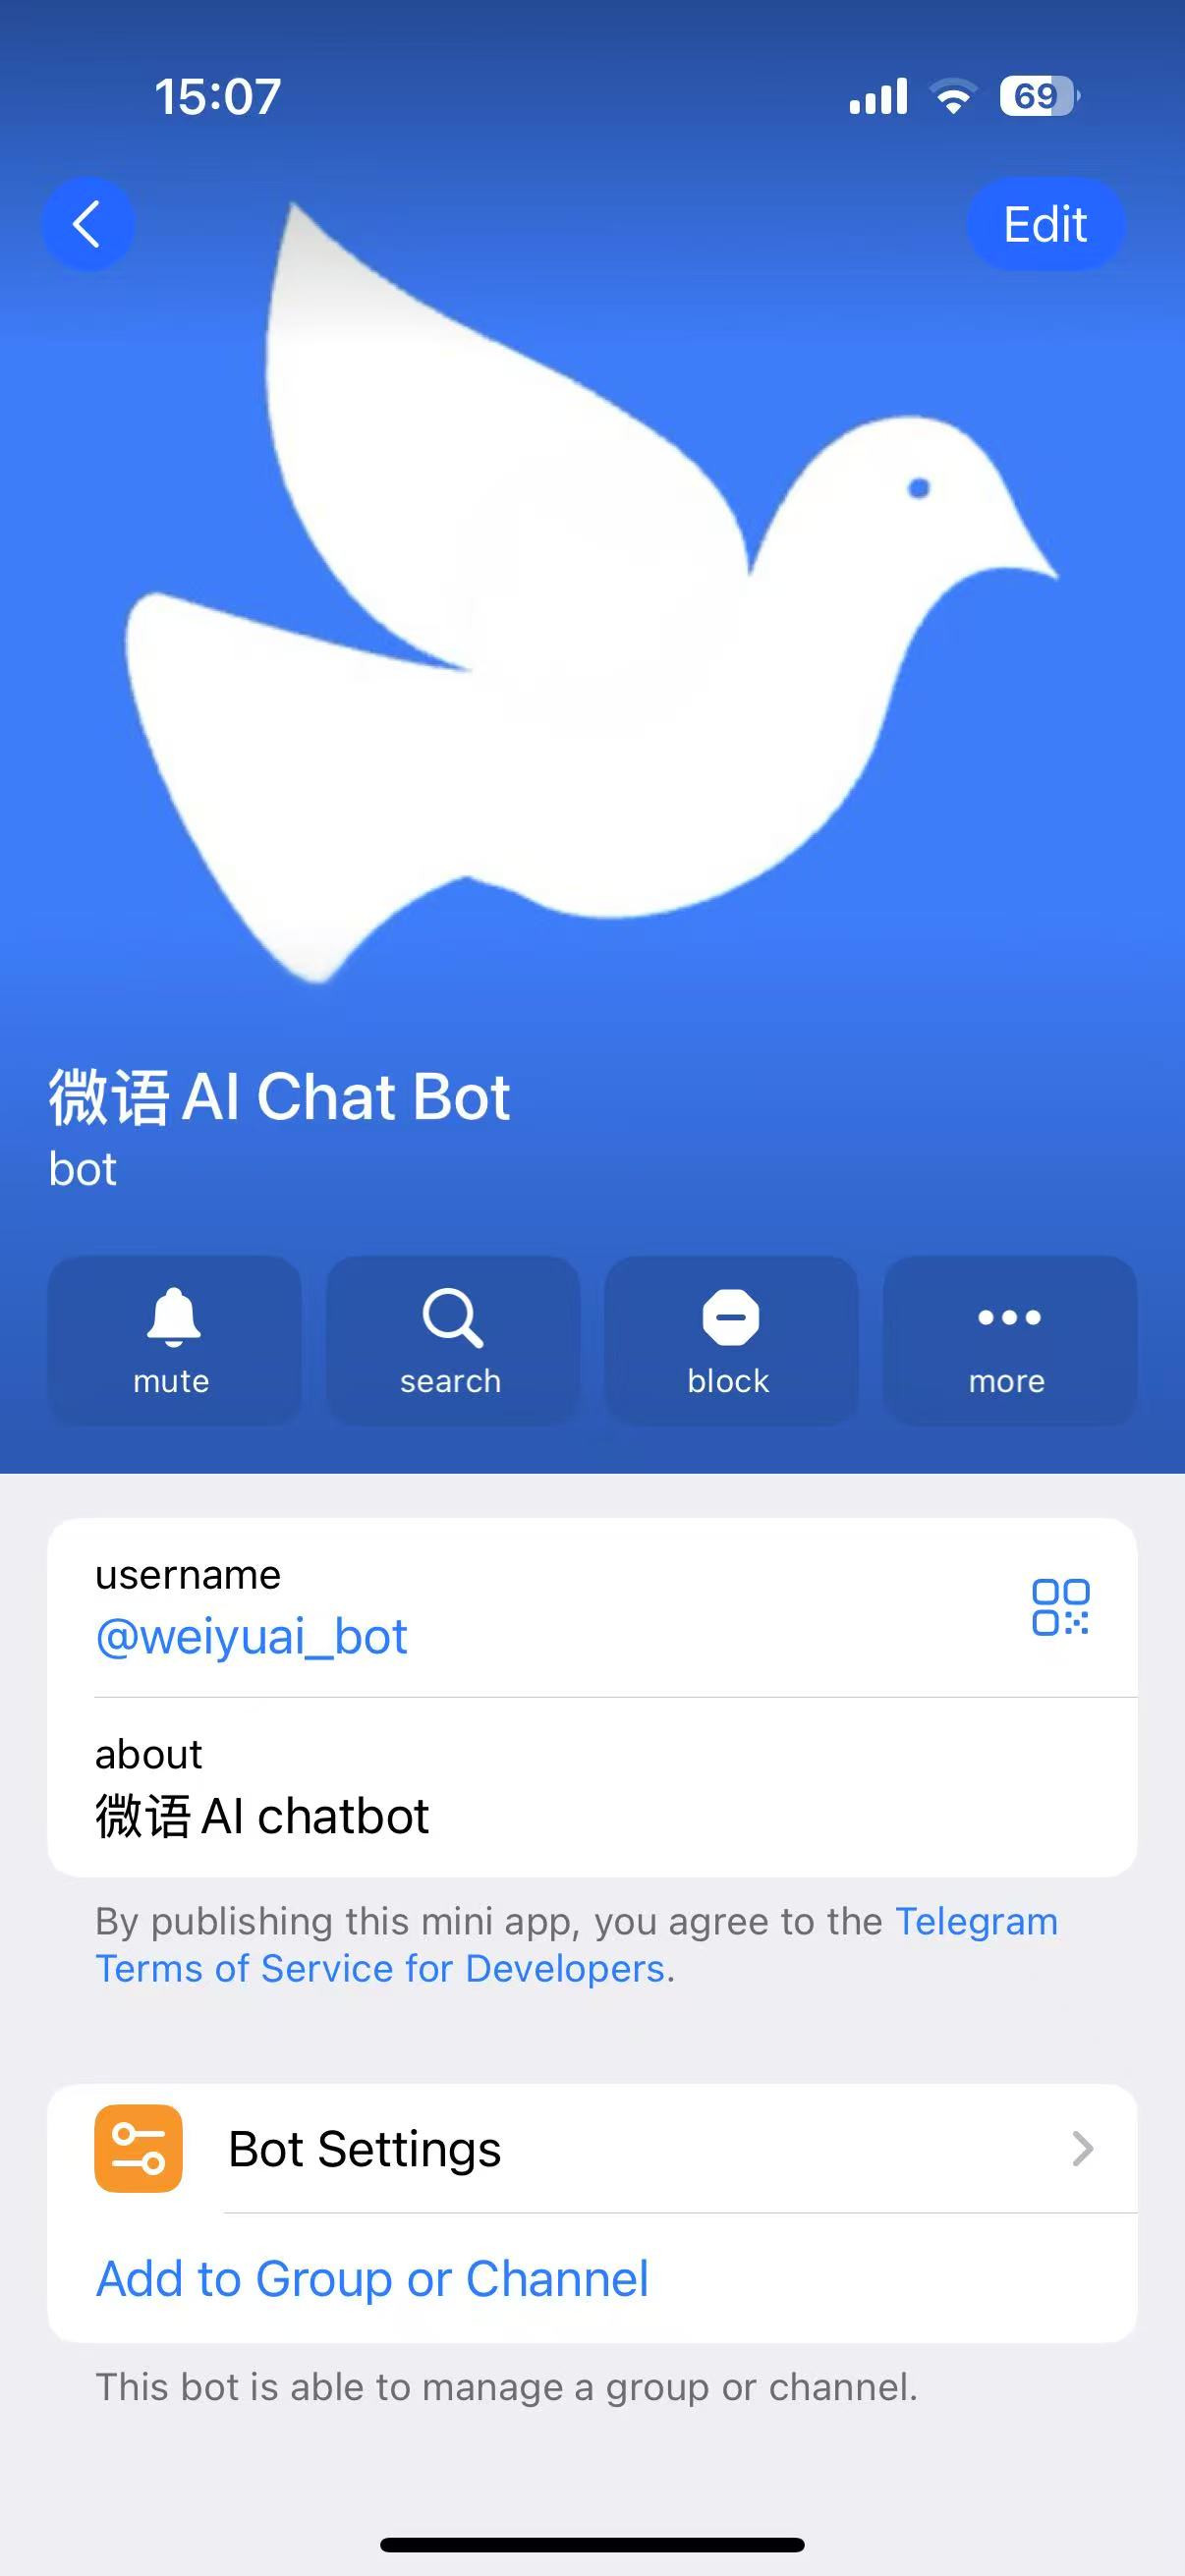 15:07
69
Edit
微语 AI Chat Bot
bot
mute search block more
username
@weiyuai_bot
about
微语 AI chatbot
By publishing this mini app, you agree to the Telegram
Terms of Service for Developers.
Bot Settings
Add to Group or Channel
This bot is able to manage a group or channel.